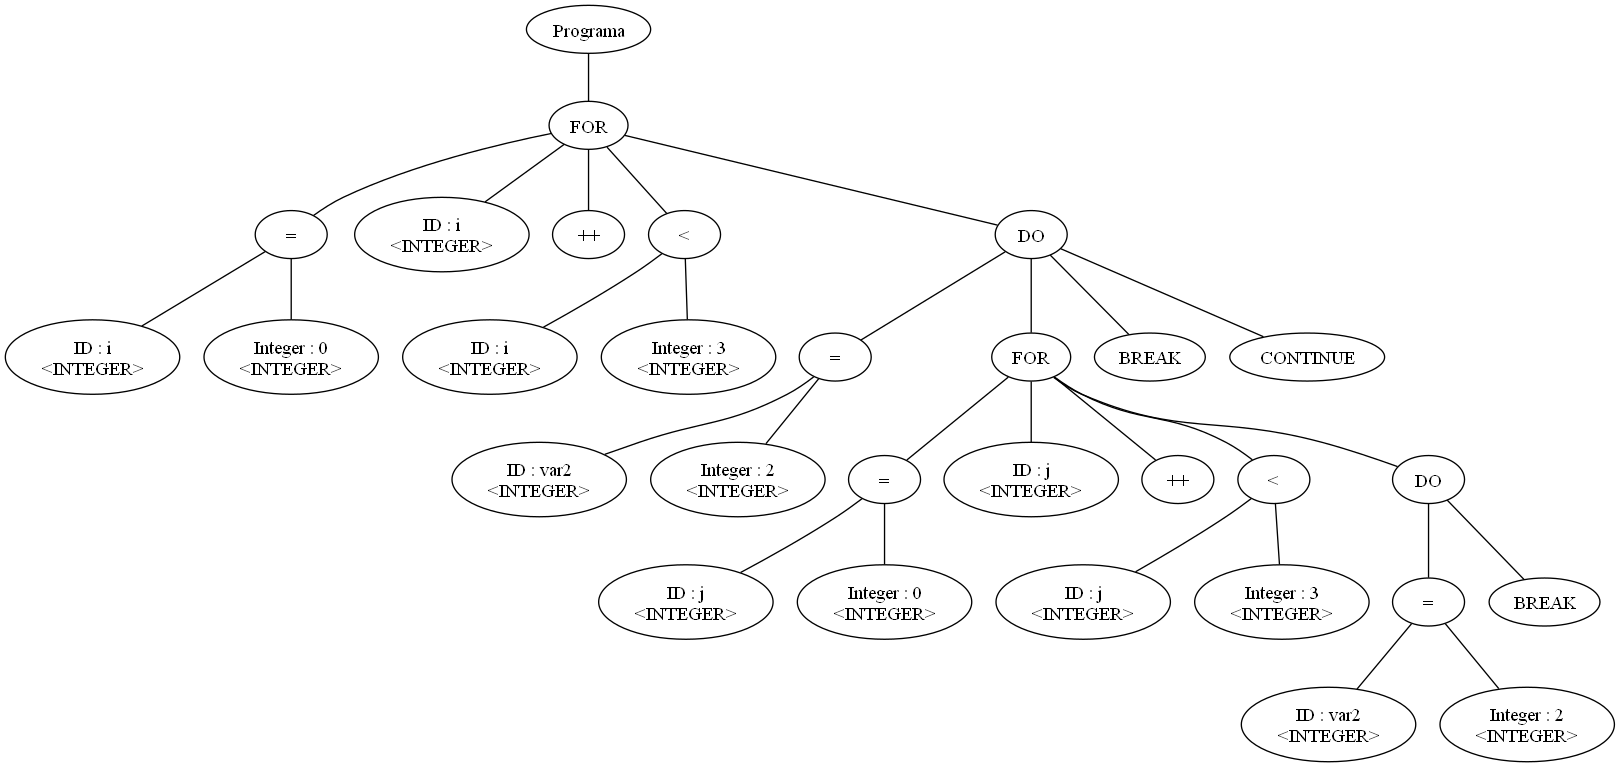 Programa
FOR
=
ID : i
<INTEGER>
++
<
DO
ID : i
<INTEGER>
Integer : 0
<INTEGER>
ID : i
<INTEGER>
Integer : 3
<INTEGER>
=
FOR
BREAK
CONTINUE
ID : var2
<INTEGER>
Integer : 2
<INTEGER>
=
ID : j
<INTEGER>
++
<
DO
ID : j
<INTEGER>
Integer : 0
<INTEGER>
ID : j
<INTEGER>
Integer : 3
<INTEGER>
=
BREAK
ID : var2
<INTEGER>
Integer : 2
<INTEGER>